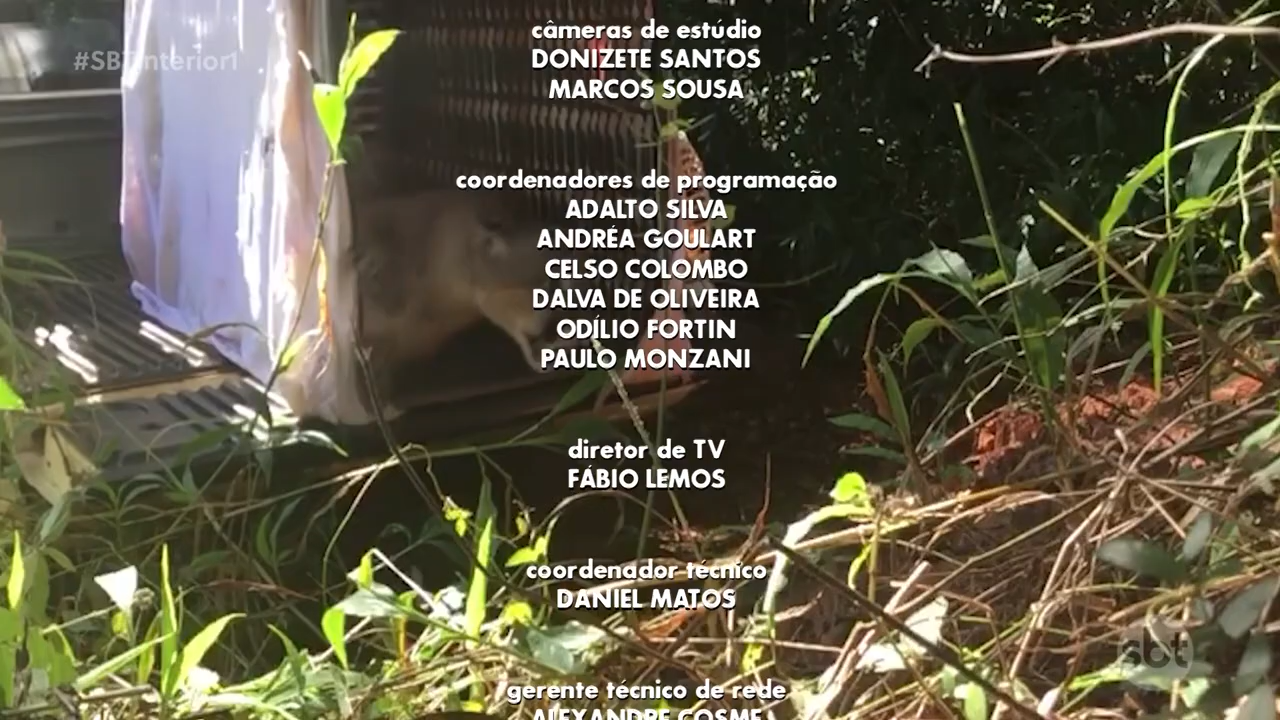 câmeras de estúdio
DONIZETE SANTOS
MARCOS SOUSA
#SBTInterior1
coordenadores de programação
ADALTO SILVA
ANDRÉA GOULART
CELSO COLOMBO
DALVA DE OLIVEIRA
ODÍLIO FORTIN
PAULO MONZANI
diretor de TV
FÁBIO LEMOS
coordenador técnico
DANIEL MATOS
sbt
gerente técnico de rede
ALEXANDRE COSME